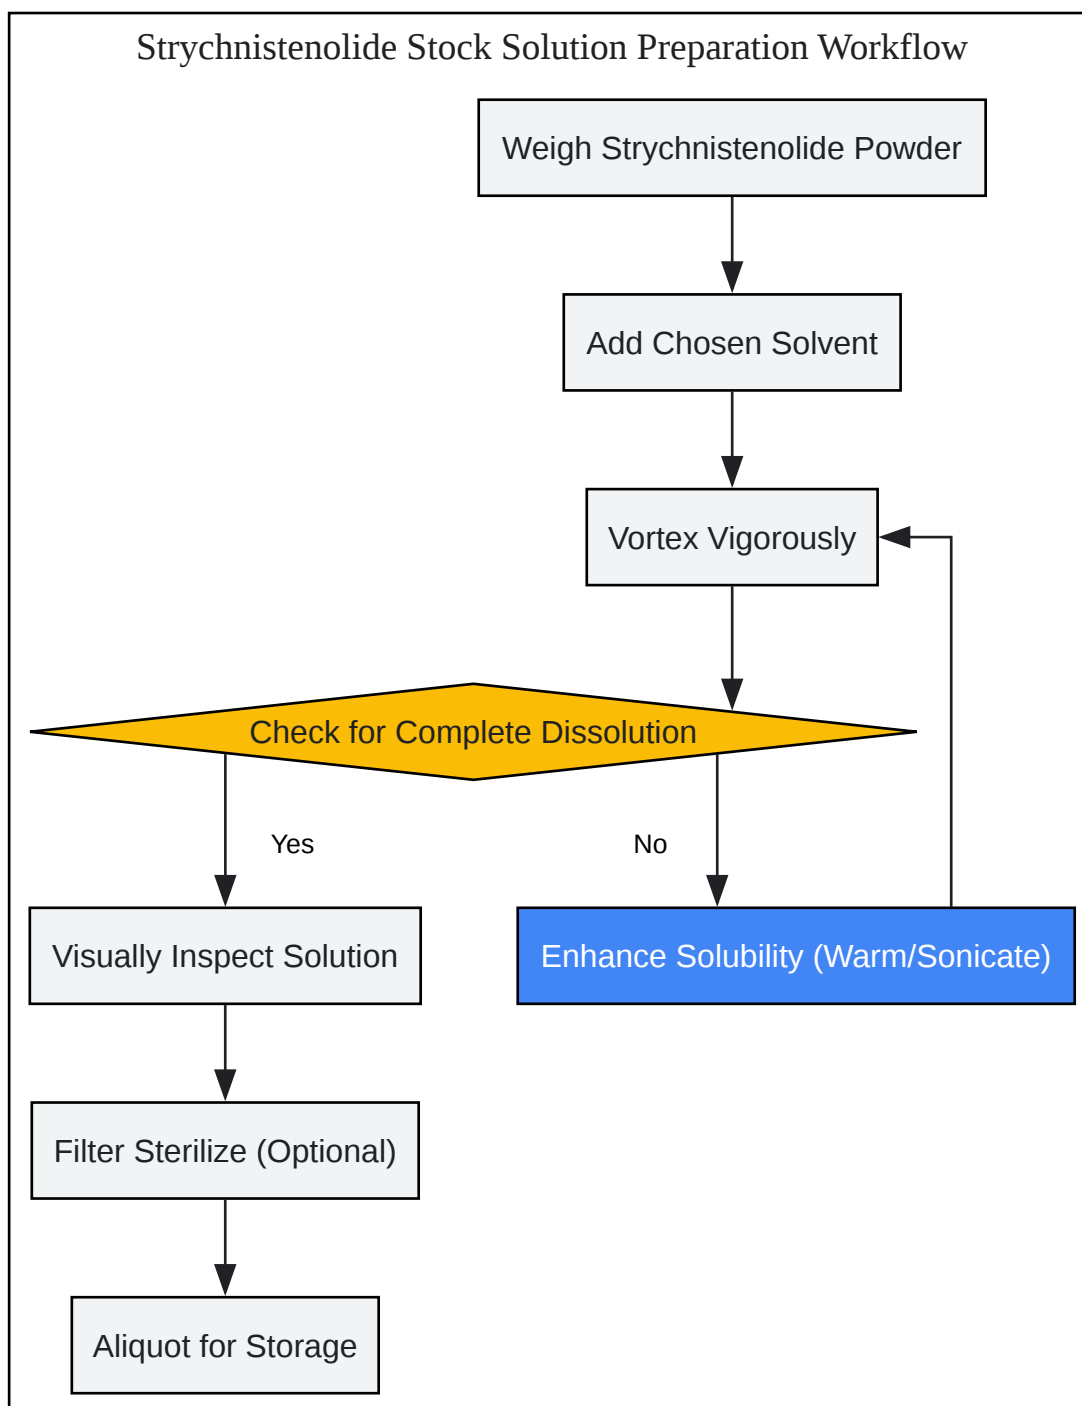 Strychnistenolide Stock Solution Preparation Workflow
Weigh Strychnistenolide Powder
Add Chosen Solvent
Vortex Vigorously
Check for Complete Dissolution
Yes
No
Visually Inspect Solution
Enhance Solubility (Warm/Sonicate)
Filter Sterilize (Optional)
Aliquot for Storage